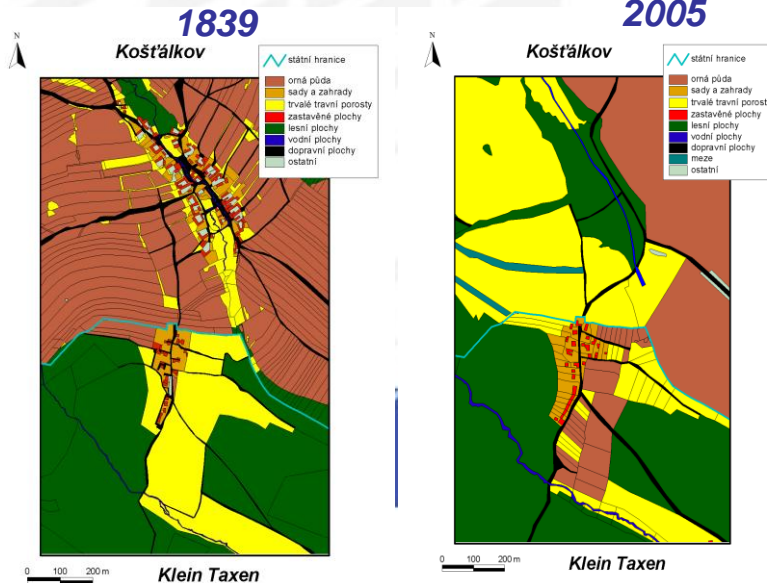 1839
N
Košťálkov
státní hranice
orná půda
sady a zahrady
trvalé travní porosty
zastavěné plochy
lesní plochy
vodní plochy
dopravní plochy
ostatní
0 100 200 m
Klein Taxen
2005
N
Košťálkov
státní hranice
orná půda
sady a zahrady
trvalé travní porosty
zastavěné plochy
lesní plochy
vodní plochy
dopravní plochy
meze
ostatní
0 100 200 m
Klein Taxen